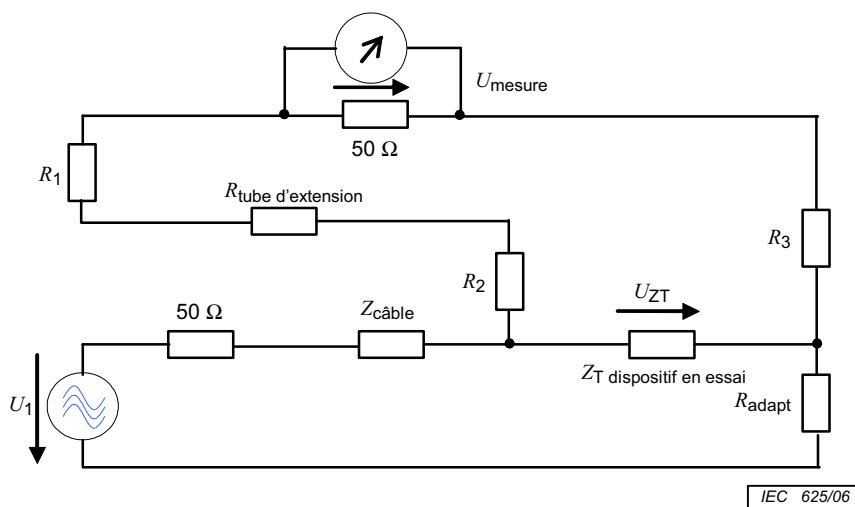 Umesure
50 Ω
R1
Rtube d'extension
R3
R2
UZT
50 Ω
Zcâble
U1
ZT dispositif en essai
Radapt
IEC 625/06